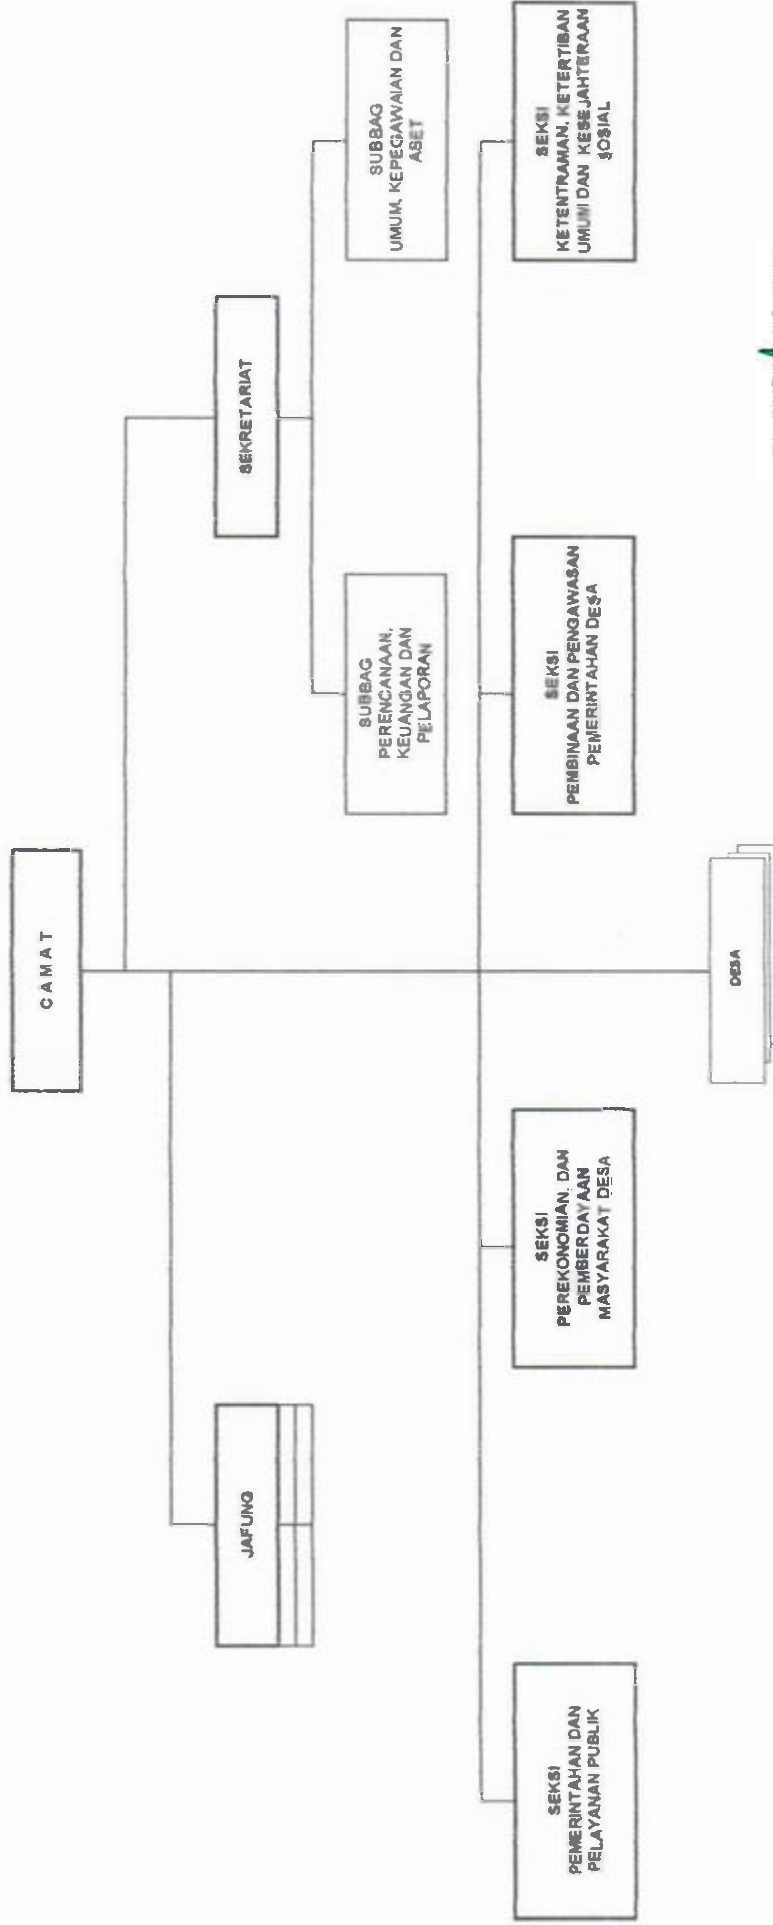 CAMAT
JAFUNG
SEKRETARIAT
SUBBAG
PERENCANAAN,
KEUANGAN DAN
PELAPORAN
SUBBAG
UMUM, KEPEGAWAIAN DAN
ASET
SEKSI
PEMERINTAHAN DAN
PELAYANAN PUBLIK
SEKSI
PEREKONOMIAN, DAN
PEMBERDAYAAN
MASYARAKAT DESA
SEKSI
PEMBINAAN DAN PENGAWASAN
PEMERINTAHAN DESA
SEKSI
KETENTRAMAN, KETERTIBAN
UMUM DAN KESEJAHTERAAN
SOSIAL
DESA